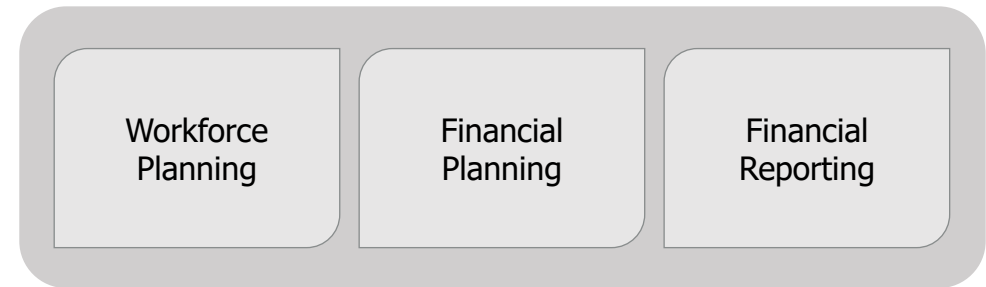 Workforce
Planning
Financial
Planning
Financial
Reporting